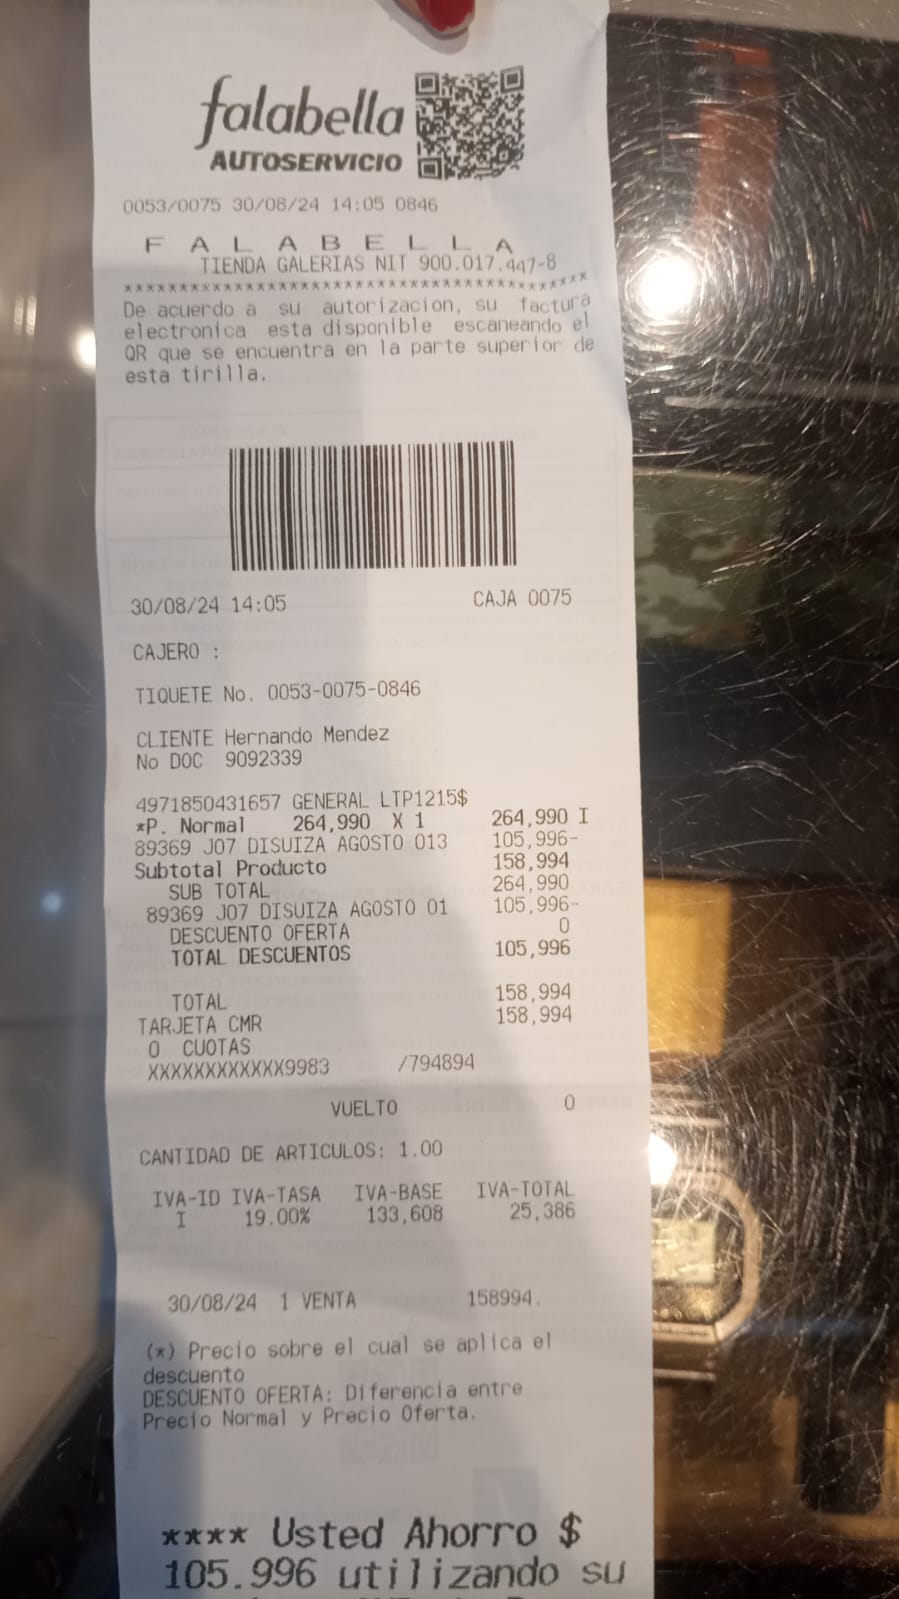 falabella
AUTOSERVICIO
0053/0075 30/08/24 14:05 0846
F A L A B E L L A
TIENDA GALERIAS NIT 900.017.447-8
******************************************
De acuerdo a su autorizacion, su factura
electronica esta disponible escaneando el
QR que se encuentra en la parte superior de
esta tirilla.
30/08/24 14:05 CAJA 0075
CAJERO :
TIQUETE No. 0053-0075-0846
CLIENTE Hernando Mendez
No DOC 9092339
4971850431657 GENERAL LTP1215$
*P. Normal 264,990 X 1 264,990 I
89369 J07 DISUIZA AGOSTO 013 105,996-
Subtotal Producto 158,994
SUB TOTAL 264,990
89369 J07 DISUIZA AGOSTO 01 105,996-
DESCUENTO OFERTA 0
TOTAL DESCUENTOS 105,996
TOTAL 158,994
TARJETA CMR 158,994
0 CUOTAS
XXXXXXXXXXXX9983 /794894
VUELTO 0
CANTIDAD DE ARTICULOS: 1.00
IVA-ID IVA-TASA IVA-BASE IVA-TOTAL
I 19.00% 133,608 25,386
30/08/24 1 VENTA 158994.
(*) Precio sobre el cual se aplica el
descuento
DESCUENTO OFERTA: Diferencia entre
Precio Normal y Precio Oferta.
**** Usted Ahorro $
105.996 utilizando su